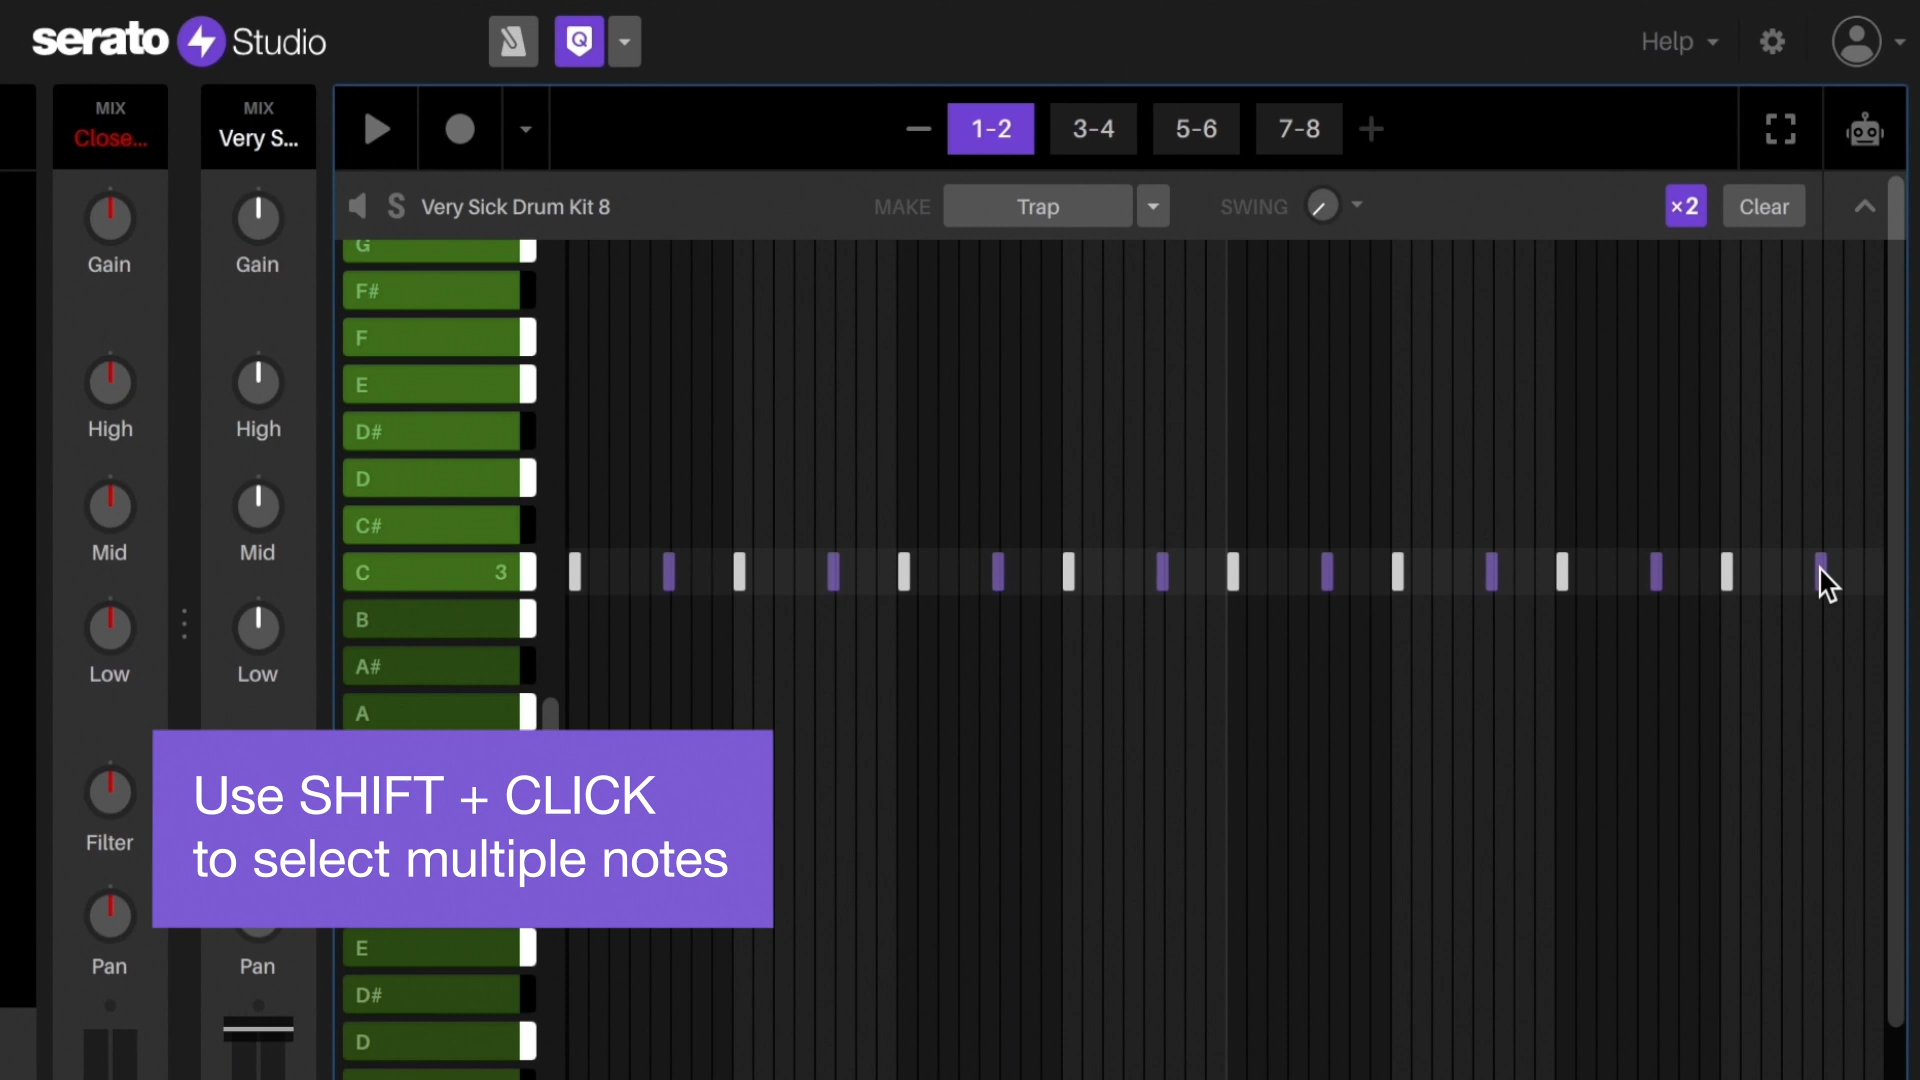 serato Studio
Q
Help
MIX
Close...
MIX
Very S...
1-2
3-4
5-6
7-8
S
Very Sick Drum Kit 8
MAKE
Trap
SWING
×2
Clear
Gain
Gain
High
High
Mid
Mid
Low
Low
Filter
Pan
Pan
G
F#
F
E
D#
D
C#
C 3
B
A#
A
Use SHIFT + CLICK
to select multiple notes
E
D#
D